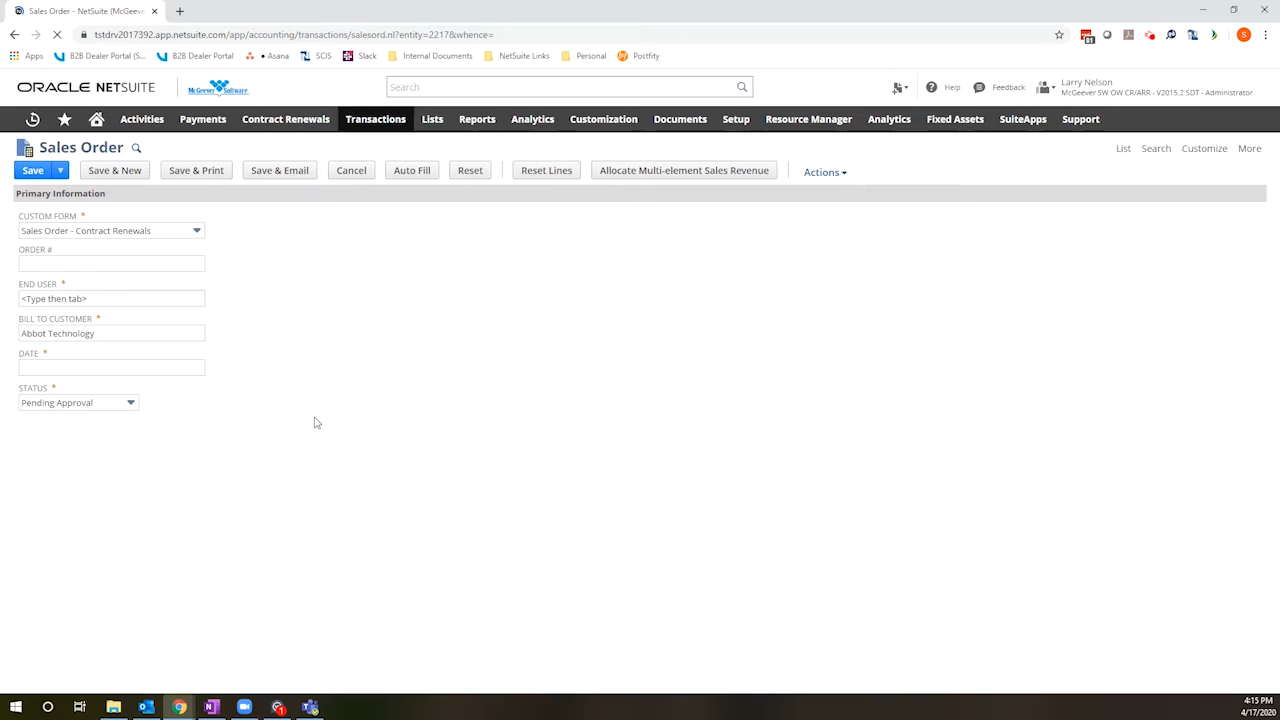 Sales Order - NetSuite (McGeeve
tstdrv2017392.app.netsuite.com/app/accounting/transactions/salesord.nl?entity=2217&whence=
81
S
Apps B2B Dealer Portal (S... B2B Dealer Portal • Asana SCIS Slack Internal Documents NetSuite Links Personal Postfity
ORACLE NETSUITE McGeever Software Search Help Feedback Larry Nelson
McGeever SW OW CR/ARR - V2015.2 SDT - Administrator
Activities Payments Contract Renewals Transactions Lists Reports Analytics Customization Documents Setup Resource Manager Analytics Fixed Assets SuiteApps Support
Sales Order List Search Customize More
Save Save & New Save & Print Save & Email Cancel Auto Fill Reset Reset Lines Allocate Multi-element Sales Revenue Actions
Primary Information
CUSTOM FORM *
Sales Order - Contract Renewals
ORDER #
END USER *
<Type then tab>
BILL TO CUSTOMER *
Abbot Technology
DATE *
STATUS *
Pending Approval
1
4:15 PM
4/17/2020